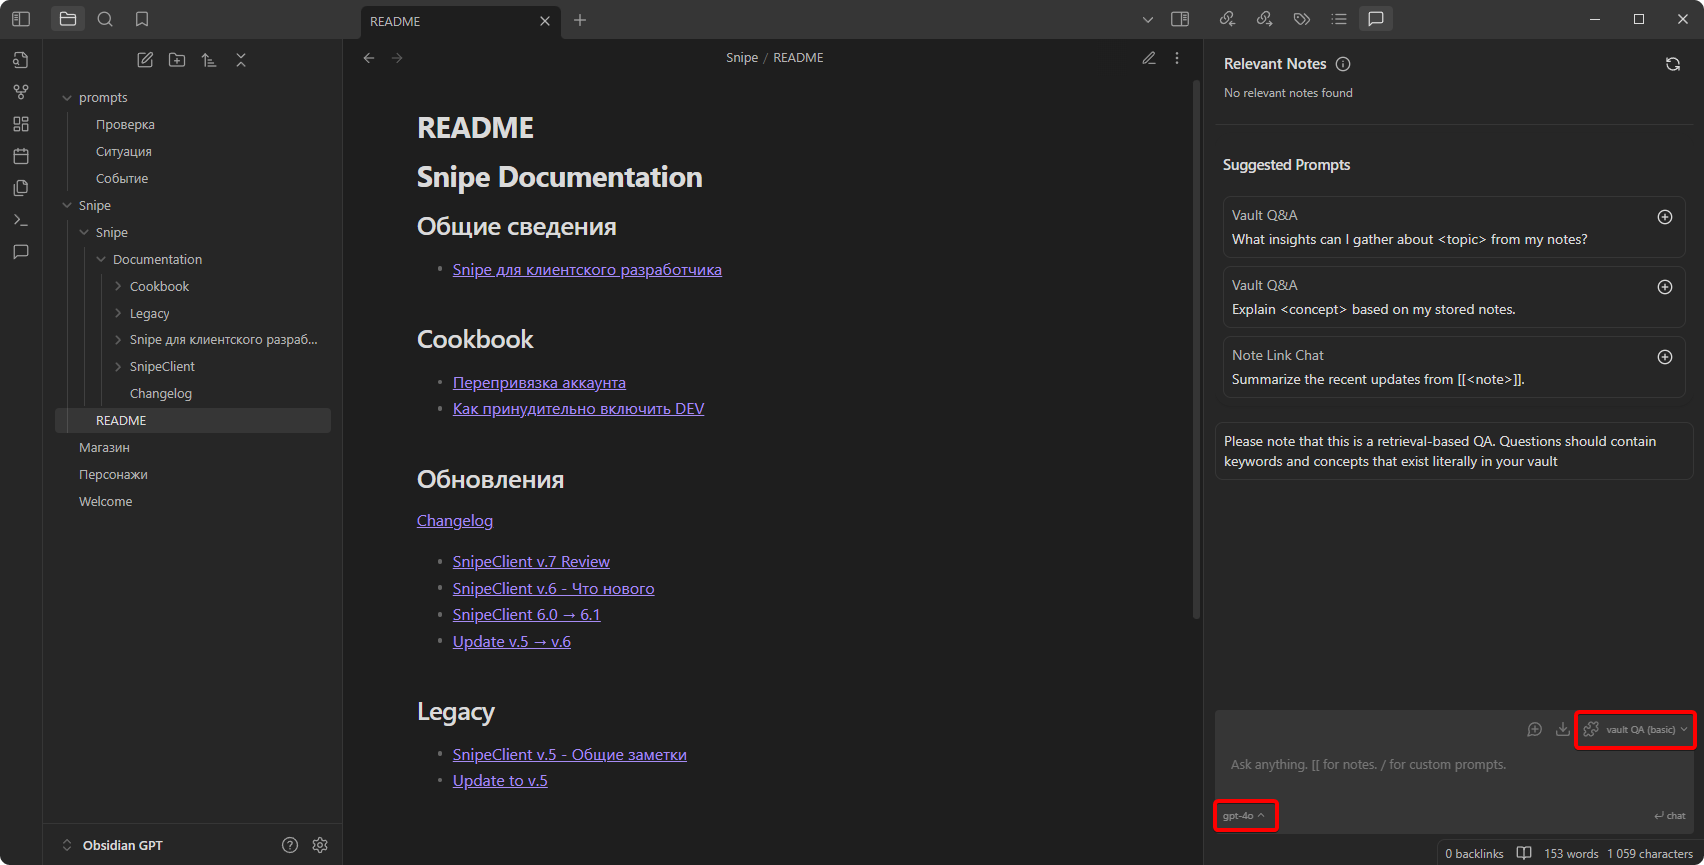 README
Snipe / README
prompts
Проверка
Ситуация
Событие
Snipe
Snipe
Documentation
Cookbook
Legacy
Snipe для клиентского разраб...
SnipeClient
Changelog
README
Магазин
Персонажи
Welcome
Obsidian GPT
README
Snipe Documentation
Общие сведения
Snipe для клиентского разработчика
Cookbook
Перепривязка аккаунта
Как принудительно включить DEV
Обновления
Changelog
SnipeClient v.7 Review
SnipeClient v.6 - Что нового
SnipeClient 6.0 → 6.1
Update v.5 → v.6
Legacy
SnipeClient v.5 - Общие заметки
Update to v.5
Relevant Notes
No relevant notes found
Suggested Prompts
Vault Q&A
What insights can I gather about <topic> from my notes?
Vault Q&A
Explain <concept> based on my stored notes.
Note Link Chat
Summarize the recent updates from [[<note>]].
Please note that this is a retrieval-based QA. Questions should contain
keywords and concepts that exist literally in your vault
vault QA (basic)
Ask anything. [[ for notes. / for custom prompts.
gpt-4o
chat
0 backlinks 153 words 1 059 characters